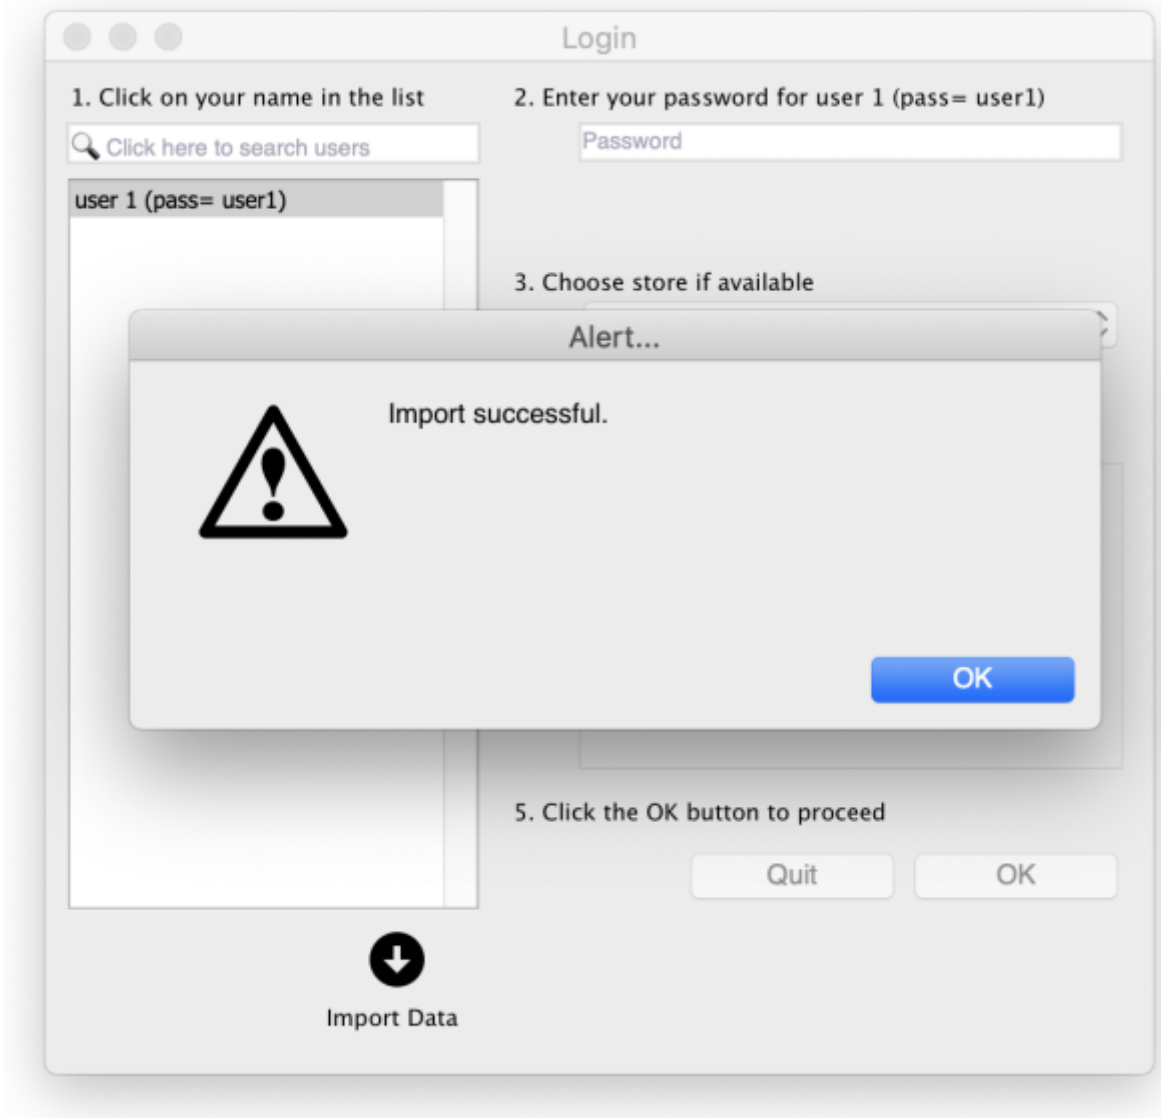 Login
1. Click on your name in the list
Click here to search users
user 1 (pass= user1)
2. Enter your password for user 1 (pass= user1)
Password
3. Choose store if available
Alert...
Import successful.
OK
5. Click the OK button to proceed
Quit
OK
Import Data